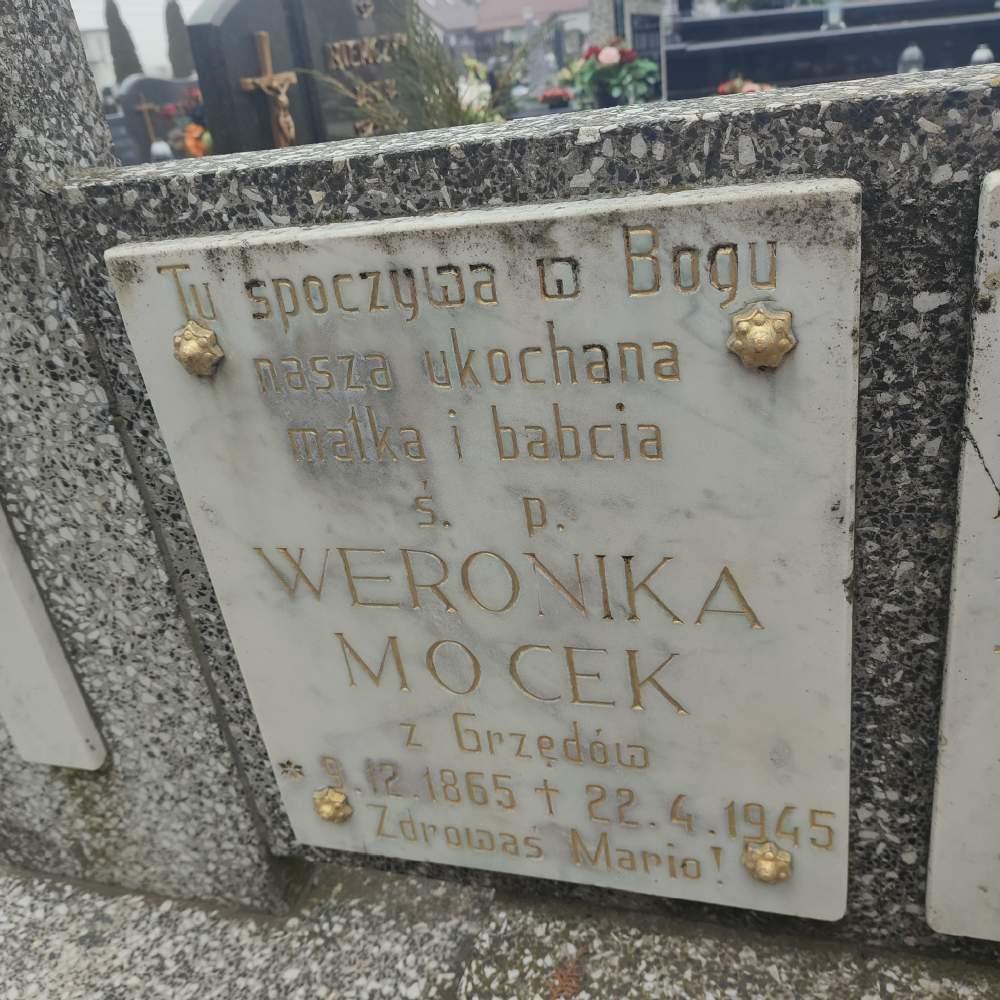 Tu spoczywa w Bogu
nasza ukochana
matka i babcia
ś. p.
WERONIKA
MOCEK
z Grzędów
* 9.12.1865 † 22.4.1945
Zdrowaś Mario!